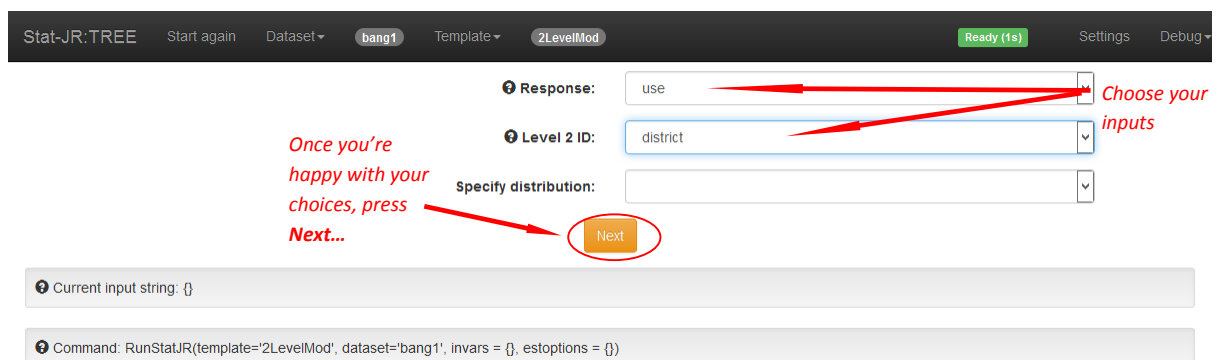 Stat-JR:TREE Start again Dataset bang1 Template 2LevelMod Ready (1s) Settings Debug
Response: use
Choose your
inputs
Level 2 ID: district
Once you're
happy with your
choices, press
Next...
Specify distribution:
Next
Current input string: {}
Command: RunStatJR(template='2LevelMod', dataset='bang1', invars = {}, estoptions = {})